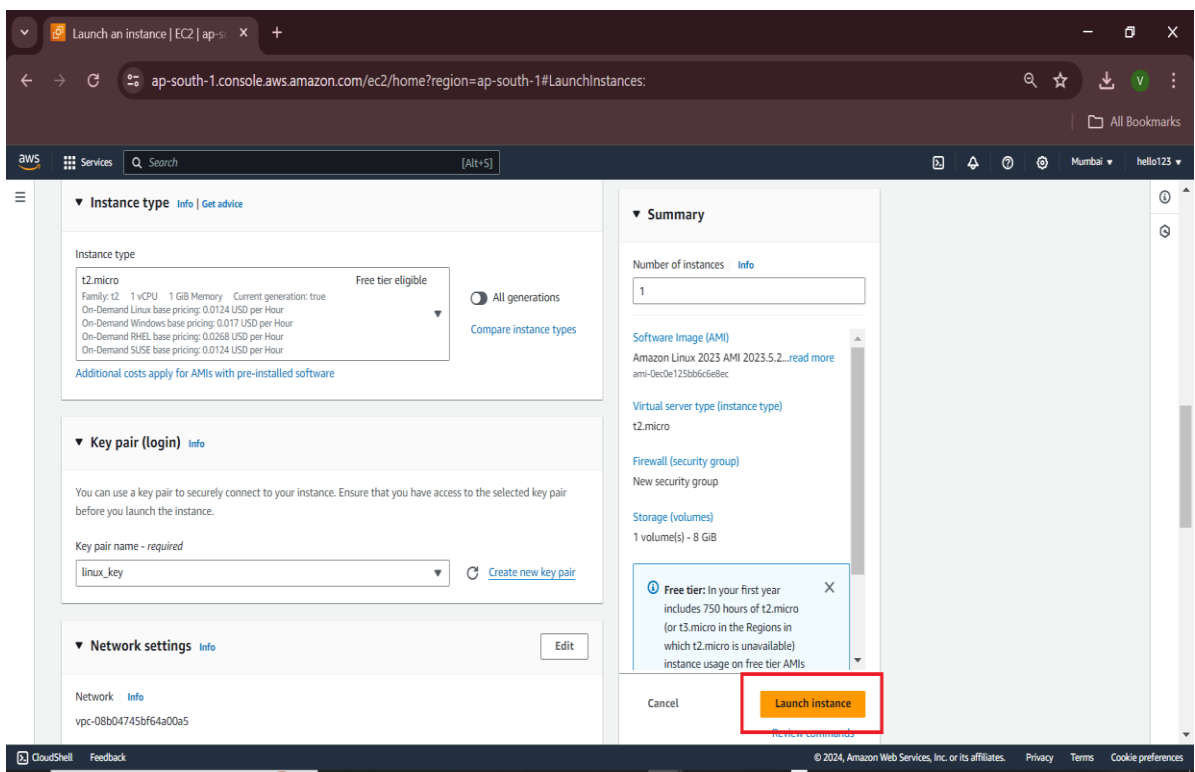 Launch an instance | EC2 | ap-sc
ap-south-1.console.aws.amazon.com/ec2/home?region=ap-south-1#LaunchInstances:
V
All Bookmarks
aws
Services
Search
[Alt+S]
Mumbai
hello123
Instance type Info | Get advice
Instance type
t2.micro
Free tier eligible
Family: t2 1 vCPU 1 GiB Memory Current generation: true
On-Demand Linux base pricing: 0.0124 USD per Hour
On-Demand Windows base pricing: 0.017 USD per Hour
On-Demand RHEL base pricing: 0.0268 USD per Hour
On-Demand SUSE base pricing: 0.0124 USD per Hour
All generations
Compare instance types
Additional costs apply for AMIs with pre-installed software
Key pair (login) Info
You can use a key pair to securely connect to your instance. Ensure that you have access to the selected key pair
before you launch the instance.
Key pair name - required
linux_key
Create new key pair
Network settings Info
Edit
Network Info
vpc-08b04745bf64a00a5
Summary
Number of instances Info
1
Software Image (AMI)
Amazon Linux 2023 AMI 2023.5.2...read more
ami-0ec0e125bb6c6e8ec
Virtual server type (instance type)
t2.micro
Firewall (security group)
New security group
Storage (volumes)
1 volume(s) - 8 GiB
Free tier: In your first year
includes 750 hours of t2.micro
(or t3.micro in the Regions in
which t2.micro is unavailable)
instance usage on free tier AMIs
Cancel
Launch instance
Review commands
CloudShell
Feedback
© 2024, Amazon Web Services, Inc. or its affiliates.
Privacy
Terms
Cookie preferences